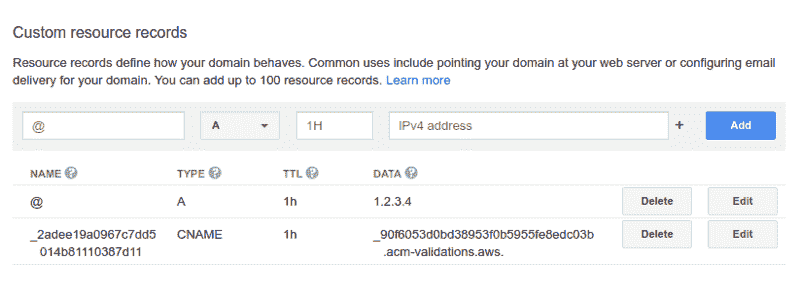 Custom resource records
Resource records define how your domain behaves. Common uses include pointing your domain at your web server or configuring email
delivery for your domain. You can add up to 100 resource records. Learn more
@ A 1H IPv4 address + Add
NAME TYPE TTL DATA
@ A 1h 1.2.3.4 Delete Edit
_2adee19a0967c7dd5 CNAME 1h _90f6053d0bd38953f0b5955fe8edc03b Delete Edit
014b81110387d11 .acm-validations.aws.